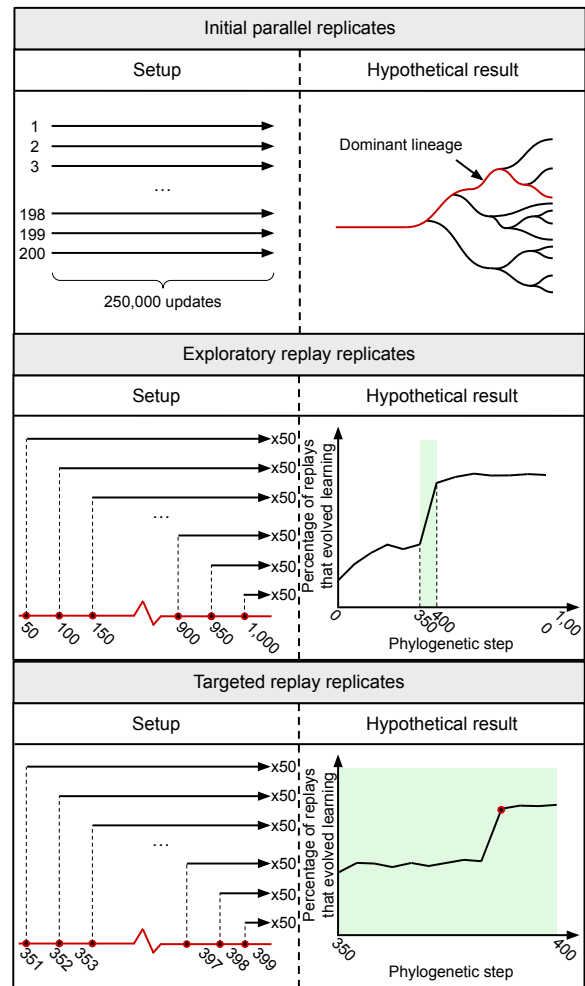 Initial parallel replicates
Setup
Hypothetical result
1
2
3
...
198
199
200
250,000 updates
Dominant lineage
Exploratory replay replicates
Setup
Hypothetical result
x50
x50
x50
...
x50
x50
x50
50
100
150
900
950
1,000
Percentage of replays
that evolved learning
0
350
400
1,00
0
Phylogenetic step
Targeted replay replicates
Setup
Hypothetical result
x50
x50
x50
...
x50
x50
x50
351
352
353
397
398
399
Percentage of replays
that evolved learning
350
400
Phylogenetic step